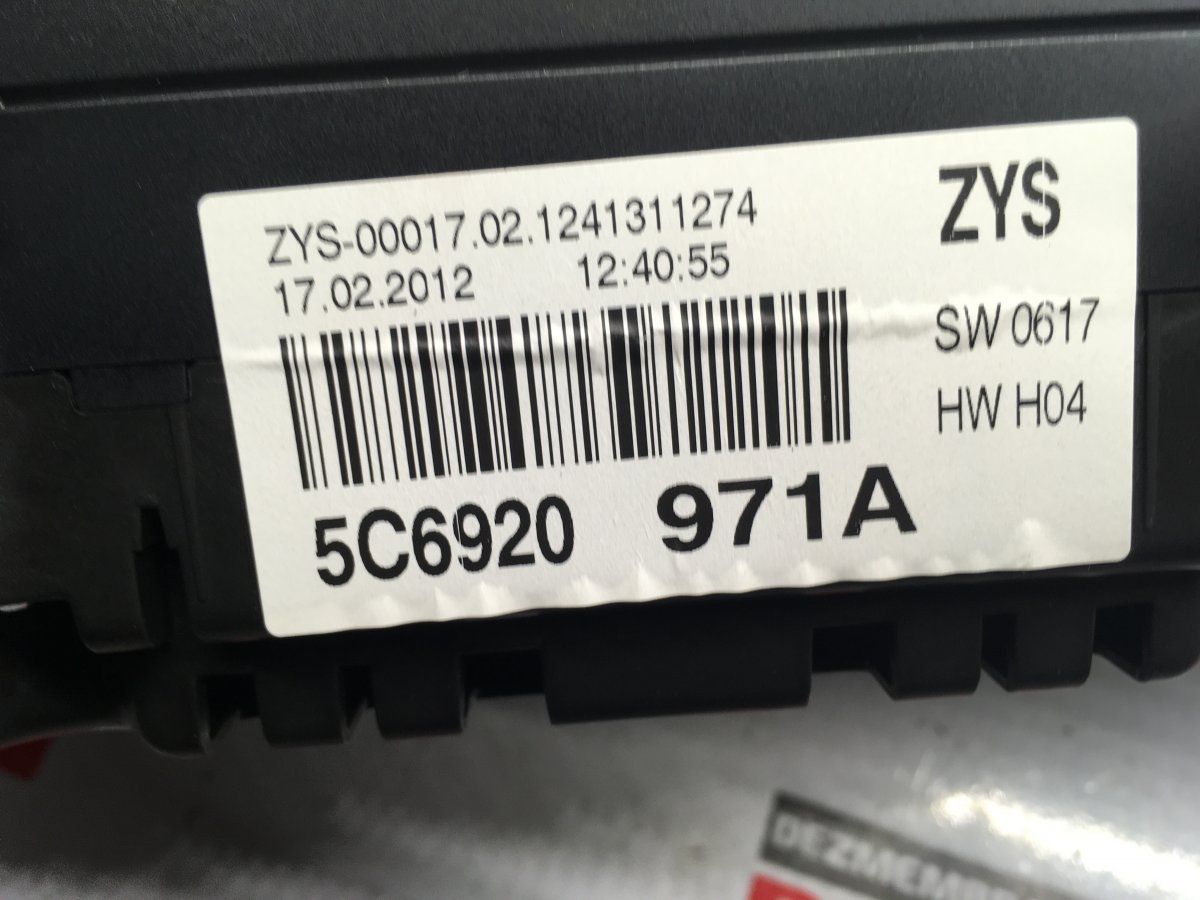 ZYS-00017.02.1241311274
17.02.2012 12:40:55
ZYS
SW 0617
HW H04
5C6920 971A